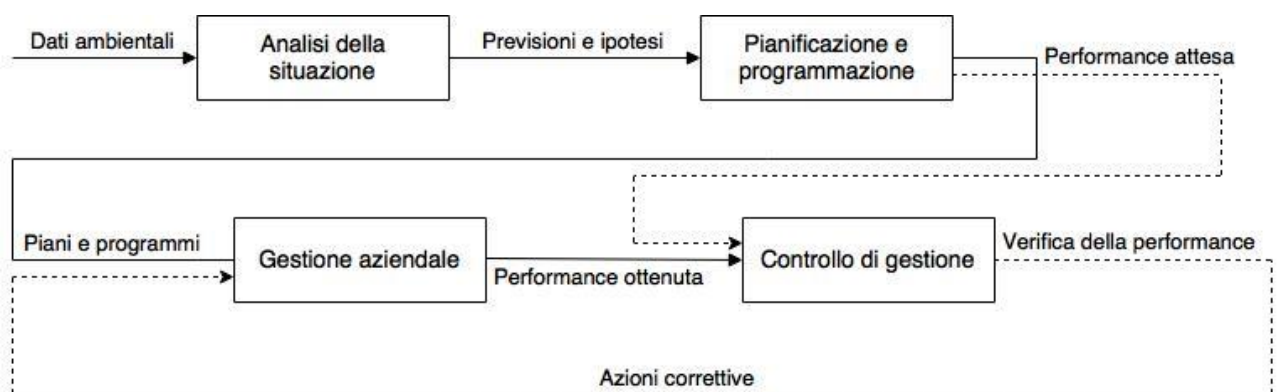 Dati ambientali
Analisi della
situazione
Previsioni e ipotesi
Pianificazione e
programmazione
Performance attesa
Piani e programmi
Gestione aziendale
Performance ottenuta
Controllo di gestione
Verifica della performance
Azioni correttive